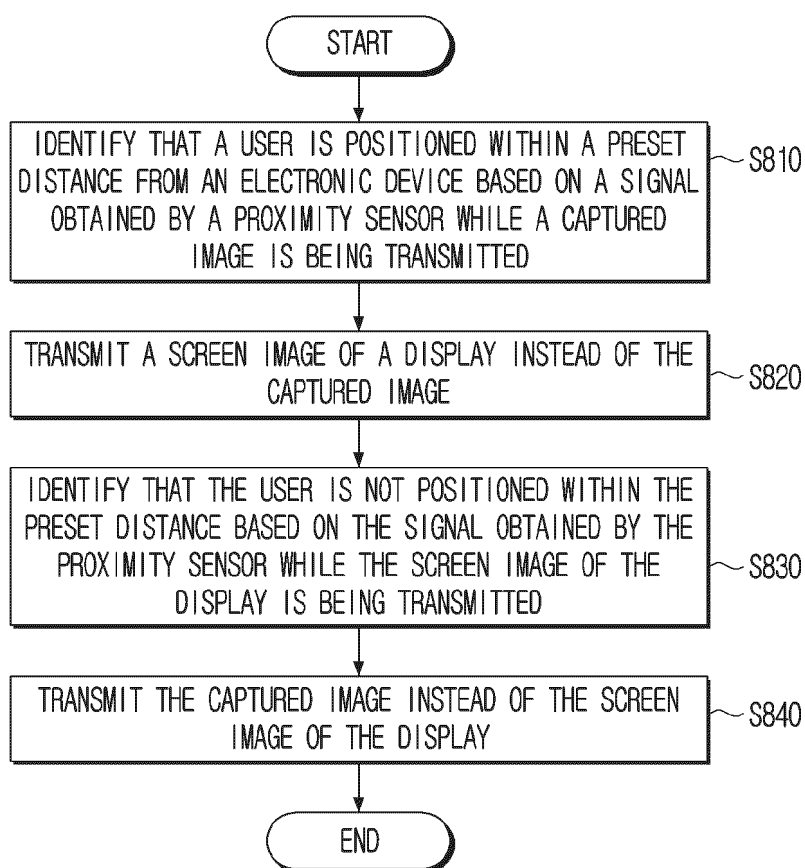 START
IDENTIFY THAT A USER IS POSITIONED WITHIN A PRESET
DISTANCE FROM AN ELECTRONIC DEVICE BASED ON A SIGNAL
OBTAINED BY A PROXIMITY SENSOR WHILE A CAPTURED
IMAGE IS BEING TRANSMITTED
S810
TRANSMIT A SCREEN IMAGE OF A DISPLAY INSTEAD OF THE
CAPTURED IMAGE
S820
IDENTIFY THAT THE USER IS NOT POSITIONED WITHIN THE
PRESET DISTANCE BASED ON THE SIGNAL OBTAINED BY THE
PROXIMITY SENSOR WHILE THE SCREEN IMAGE OF THE
DISPLAY IS BEING TRANSMITTED
S830
TRANSMIT THE CAPTURED IMAGE INSTEAD OF THE SCREEN
IMAGE OF THE DISPLAY
S840
END